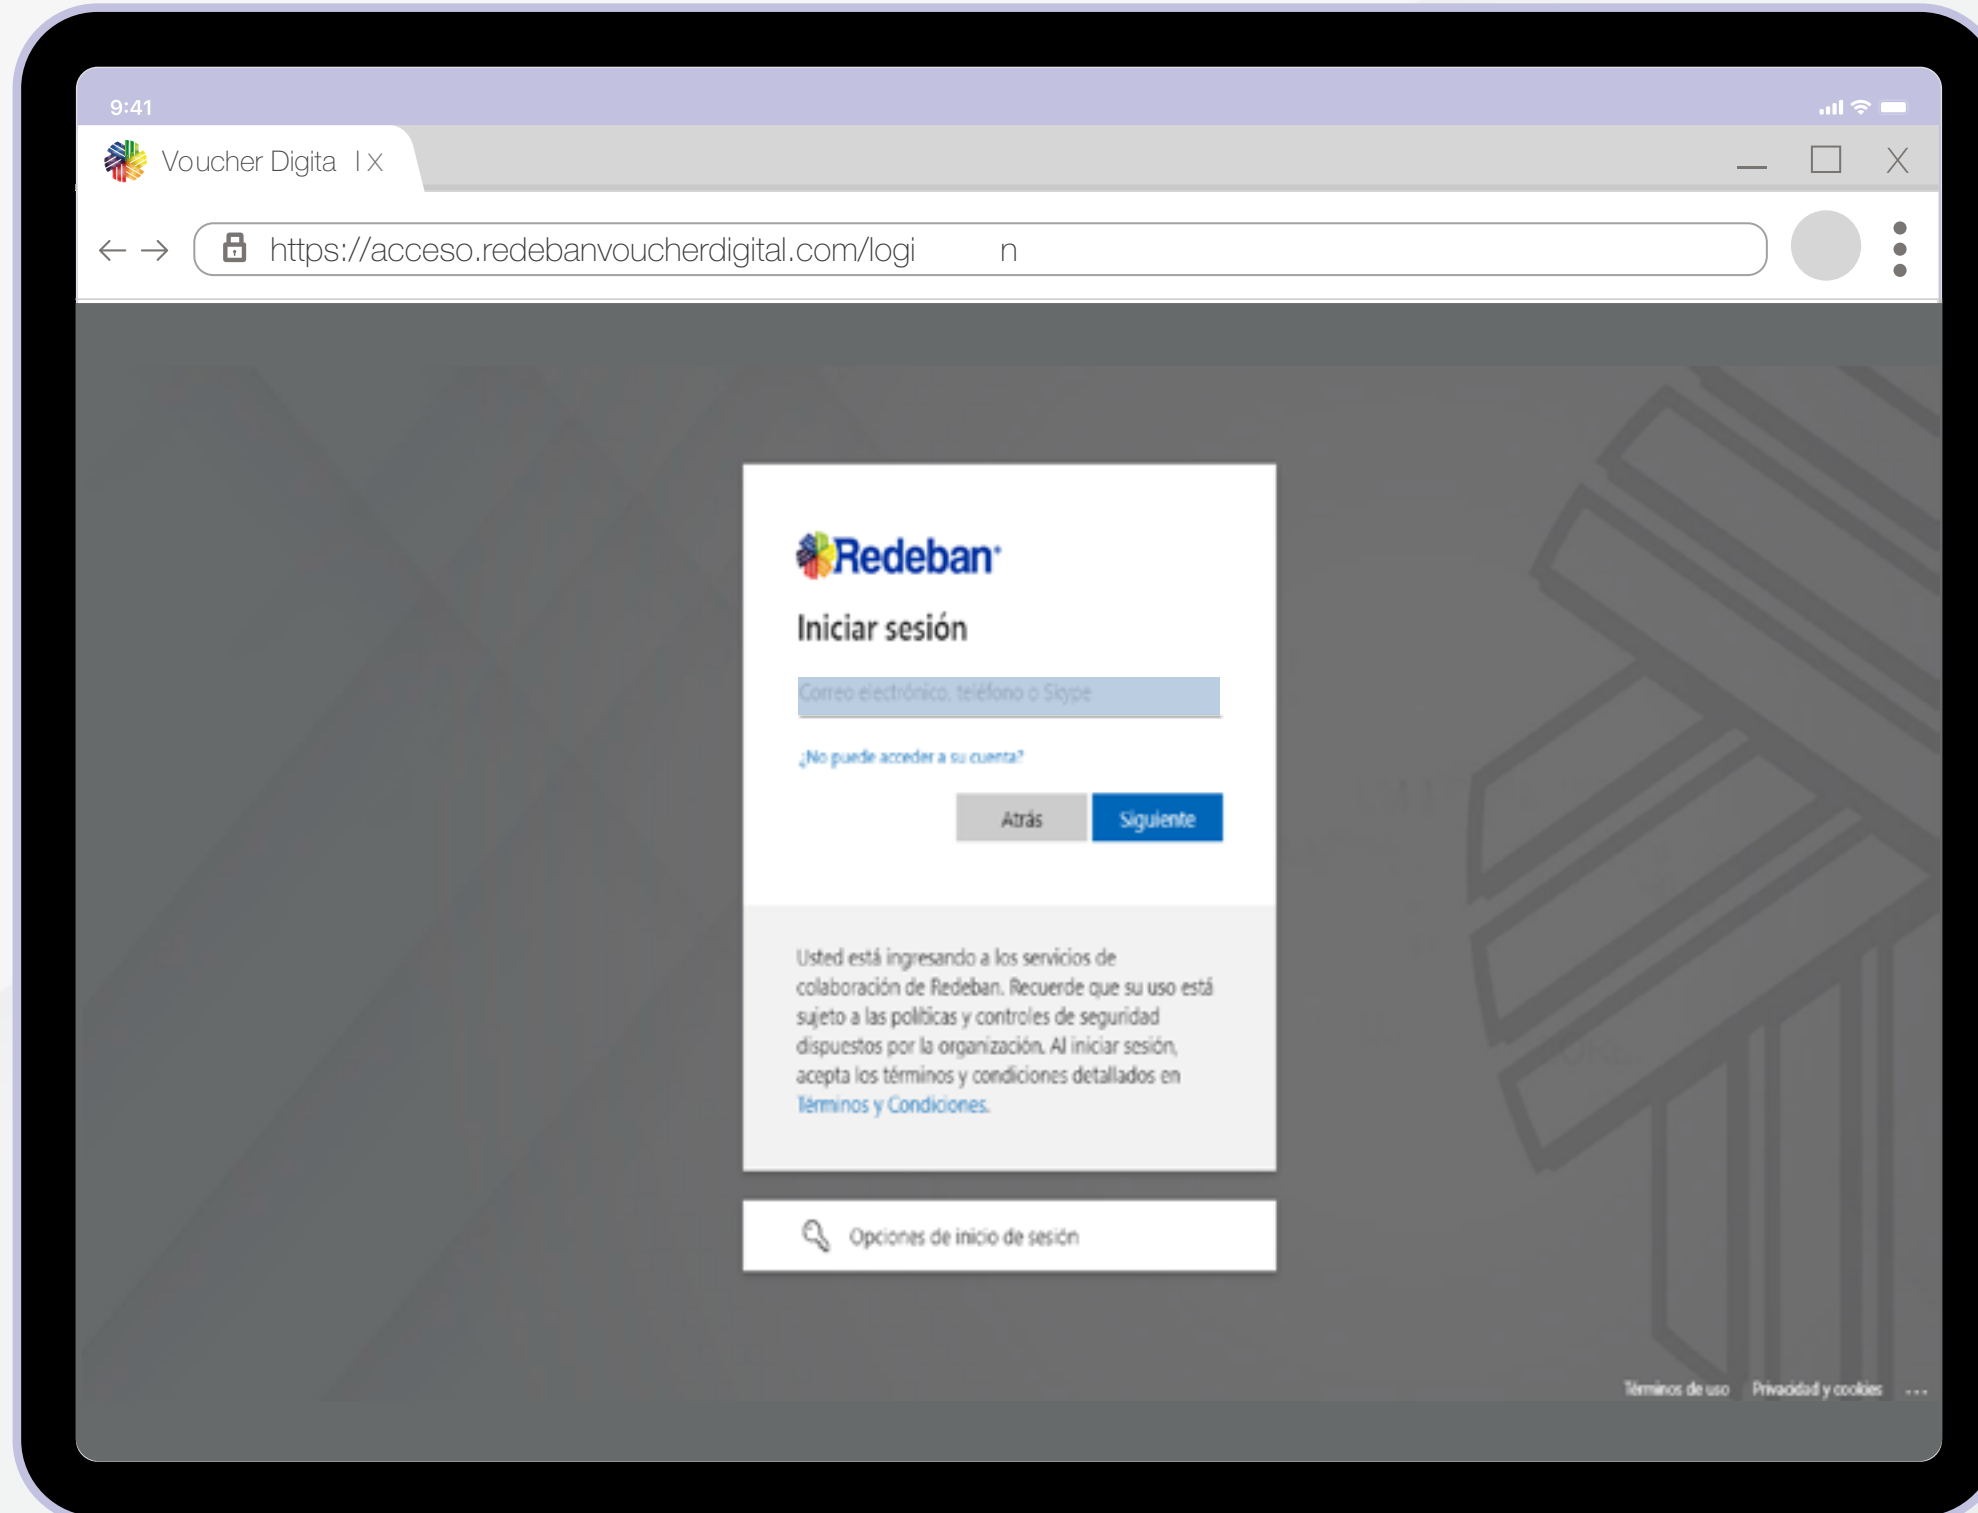 9:41
Voucher Digita l X
X
https://acceso.redebanvoucherdigital.com/logi n
Redeban
Iniciar sesión
Correo electrónico, teléfono o Skype
¿No puede acceder a su cuenta?
Atrás Siguiente
Usted está ingresando a los servicios de
colaboración de Redeban. Recuerde que su uso está
sujeto a las políticas y controles de seguridad
dispuestos por la organización. Al iniciar sesión,
acepta los términos y condiciones detallados en
Términos y Condiciones.
Opciones de inicio de sesión
Términos de uso Privacidad y cookies ...